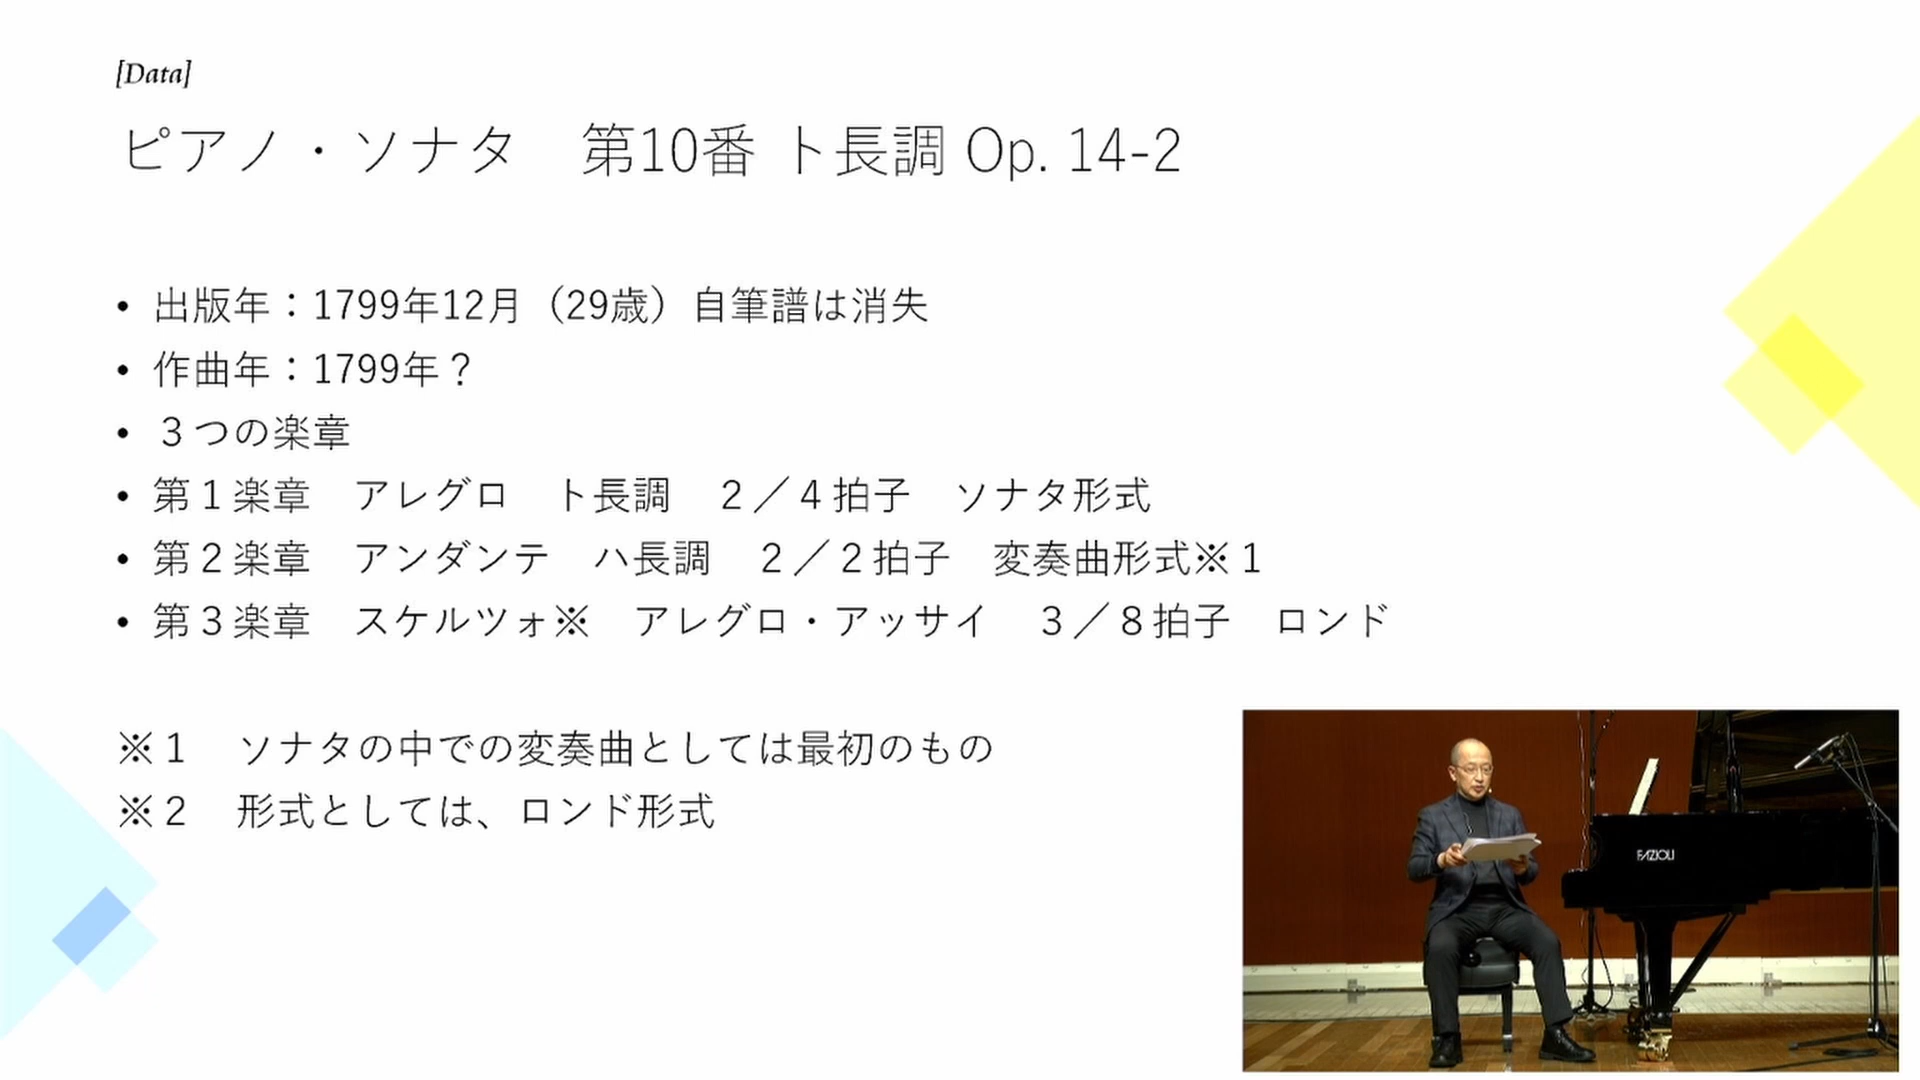 [Data]
ピアノ・ソナタ　第10番 ト長調 Op. 14-2
• 出版年：1799年12月（29歳）自筆譜は消失
• 作曲年：1799年？
• ３つの楽章
• 第１楽章　アレグロ　ト長調　２／４拍子　ソナタ形式
• 第２楽章　アンダンテ　ハ長調　２／２拍子　変奏曲形式※１
• 第３楽章　スケルツォ※　アレグロ・アッサイ　３／８拍子　ロンド
※１　ソナタの中での変奏曲としては最初のもの
※２　形式としては、ロンド形式
FAZIOLI